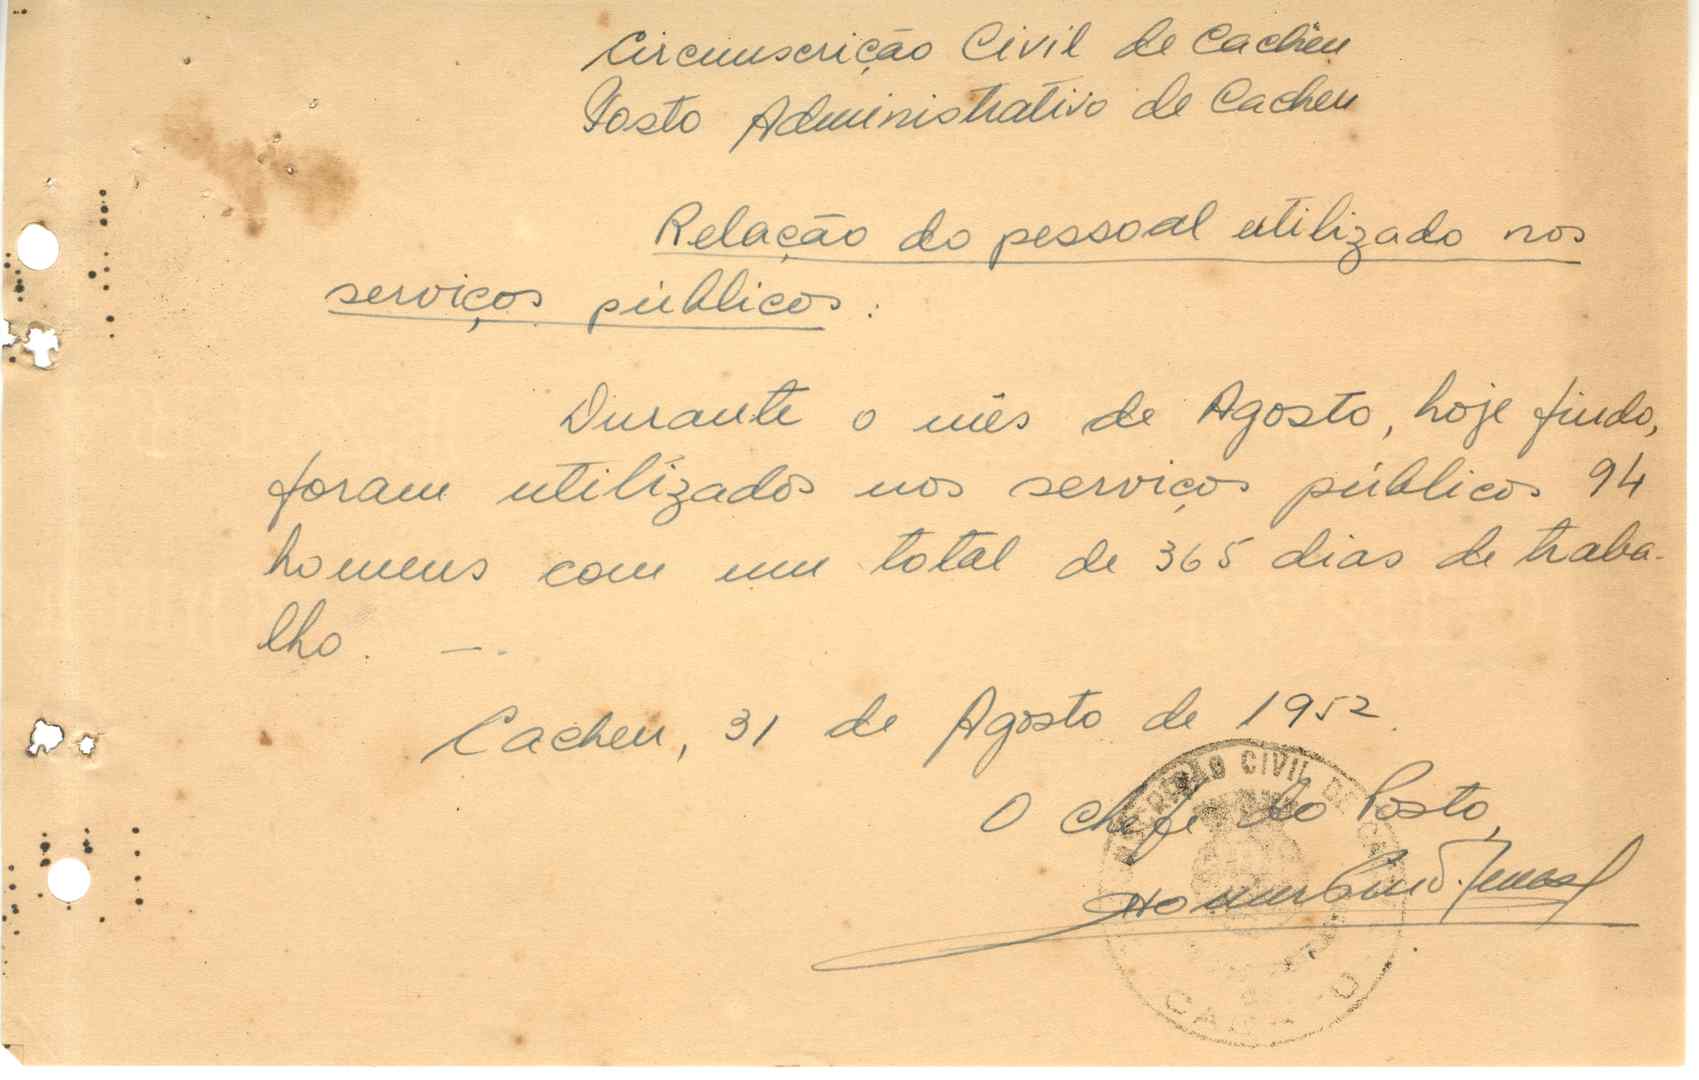 Circunscrição Civil de Cacheu
Posto Administrativo de Cacheu
Relação do pessoal utilizado nos
serviços públicos:
Durante o mês de Agosto, hoje findo,
foram utilizados nos serviços públicos 94
homens com um total de 365 dias de traba-
lho. —.
Cacheu, 31 de Agosto de 1952.
O Chefe do Posto,
CIVIL DE